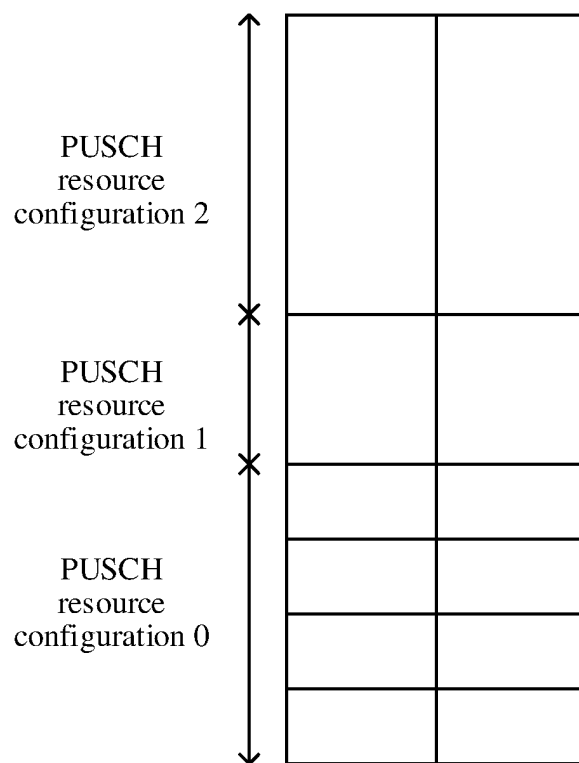 PUSCH
resource
configuration 2
PUSCH
resource
configuration 1
PUSCH
resource
configuration 0